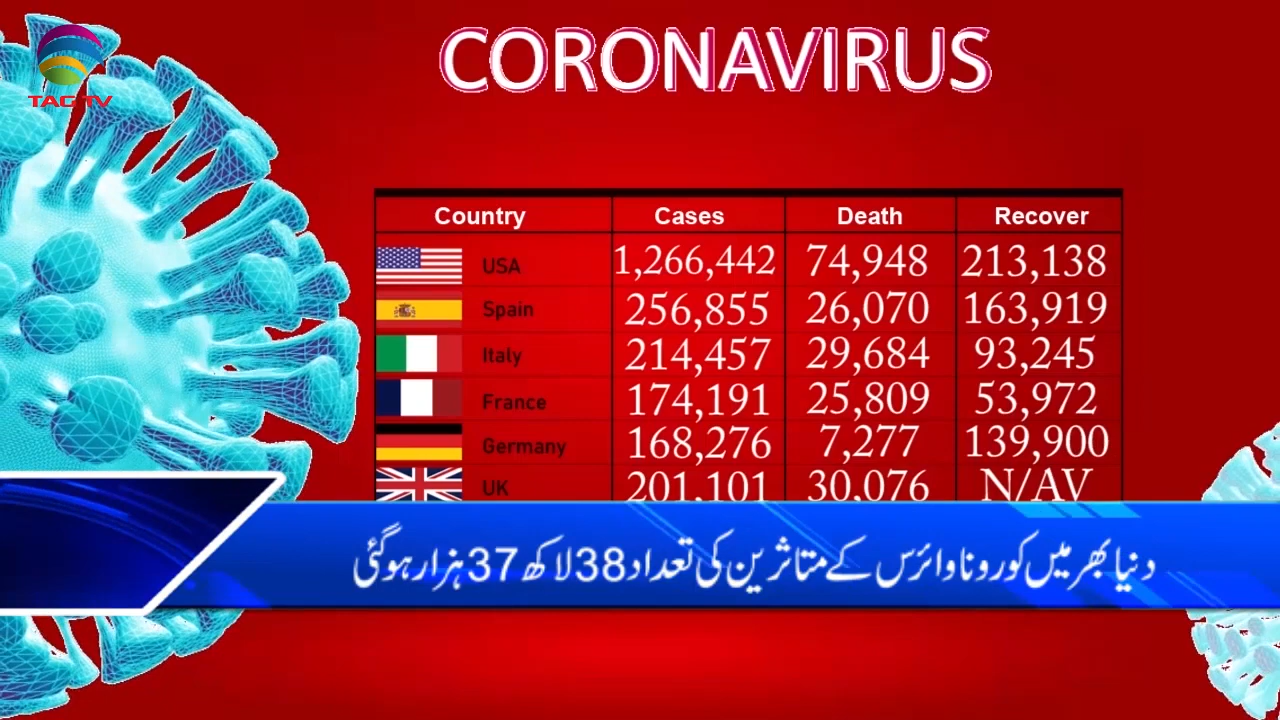 TAG TV
CORONAVIRUS
Country Cases Death Recover
USA 1,266,442 74,948 213,138
Spain 256,855 26,070 163,919
Italy 214,457 29,684 93,245
France 174,191 25,809 53,972
Germany 168,276 7,277 139,900
UK 201,101 30,076 N/AV
دنیا بھر میں کورونا وائرس کے متاثرین کی تعداد 38 لاکھ 37 ہزار ہوگئی